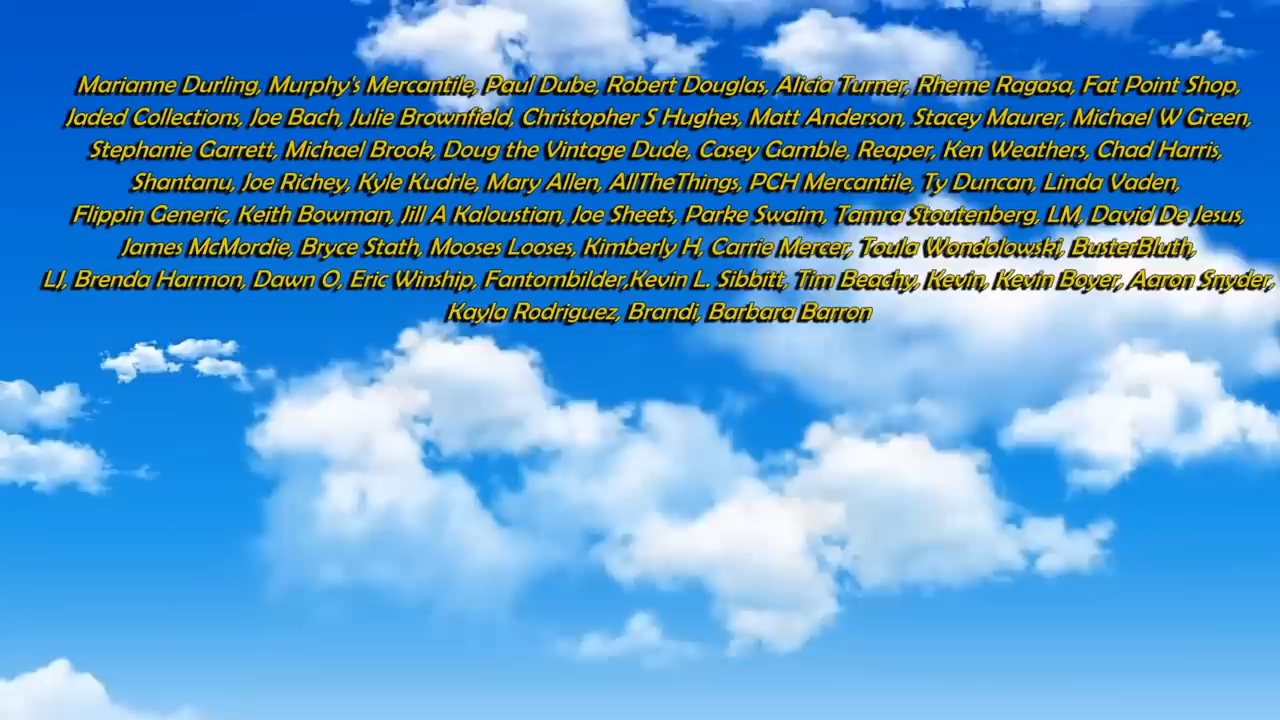 Marianne Durling, Murphy's Mercantile, Paul Dube, Robert Douglas, Alicia Turner, Rheme Ragasa, Fat Point Shop,
Jaded Collections, Joe Bach, Julie Brownfield, Christopher S Hughes, Matt Anderson, Stacey Maurer, Michael W Green,
Stephanie Garrett, Michael Brook, Doug the Vintage Dude, Casey Gamble, Reaper, Ken Weathers, Chad Harris,
Shantanu, Joe Richey, Kyle Kudrle, Mary Allen, AllTheThings, PCH Mercantile, Ty Duncan, Linda Vaden,
Flippin Generic, Keith Bowman, Jill A Kaloustian, Joe Sheets, Parke Swaim, Tamra Stoutenberg, LM, David De Jesus,
James McMordie, Bryce Stath, Mooses Looses, Kimberly H, Carrie Mercer, Toula Wondolowski, BusterBluth,
LJ, Brenda Harmon, Dawn O, Eric Winship, Fantombilder,Kevin L. Sibbitt, Tim Beachy, Kevin, Kevin Boyer, Aaron Snyder,
Kayla Rodriguez, Brandi, Barbara Barron